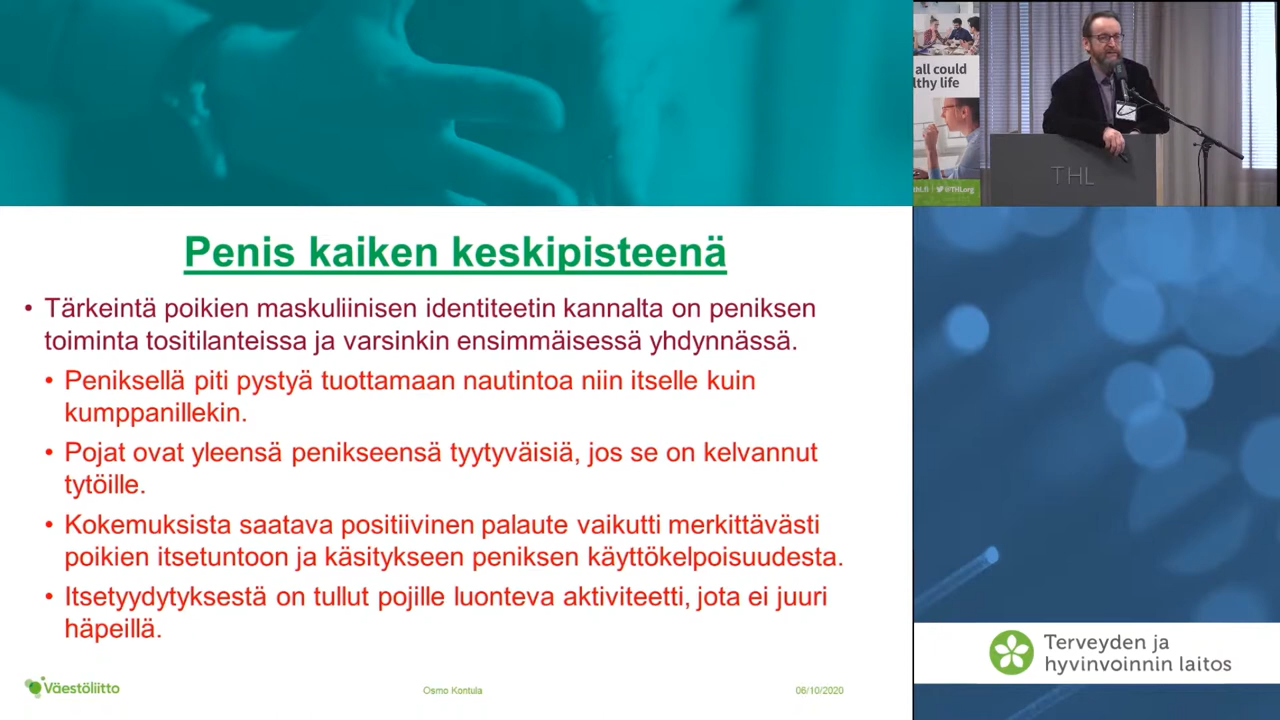 all could
lthy life
thl.fi
@THLorg
THL
Penis kaiken keskipisteenä
• Tärkeintä poikien maskuliinisen identiteetin kannalta on peniksen
toiminta tositilanteissa ja varsinkin ensimmäisessä yhdynnässä.
• Peniksellä piti pystyä tuottamaan nautintoa niin itselle kuin
kumppanillekin.
• Pojat ovat yleensä penikseensä tyytyväisiä, jos se on kelvannut
tytöille.
• Kokemuksista saatava positiivinen palaute vaikutti merkittävästi
poikien itsetuntoon ja käsitykseen peniksen käyttökelpoisuudesta.
• Itsetyydytyksestä on tullut pojille luonteva aktiviteetti, jota ei juuri
häpeillä.
Väestöliitto
Osmo Kontula
06/10/2020
Terveyden ja
hyvinvoinnin laitos